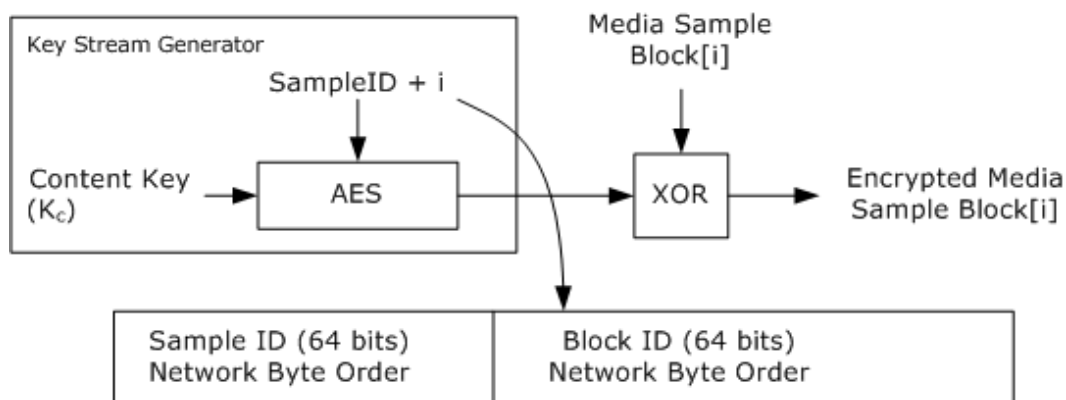 Key Stream Generator
Media Sample
Block[i]
SampleID + i
Content Key
(Kc)
AES
XOR
Encrypted Media
Sample Block[i]
Sample ID (64 bits)
Network Byte Order
Block ID (64 bits)
Network Byte Order